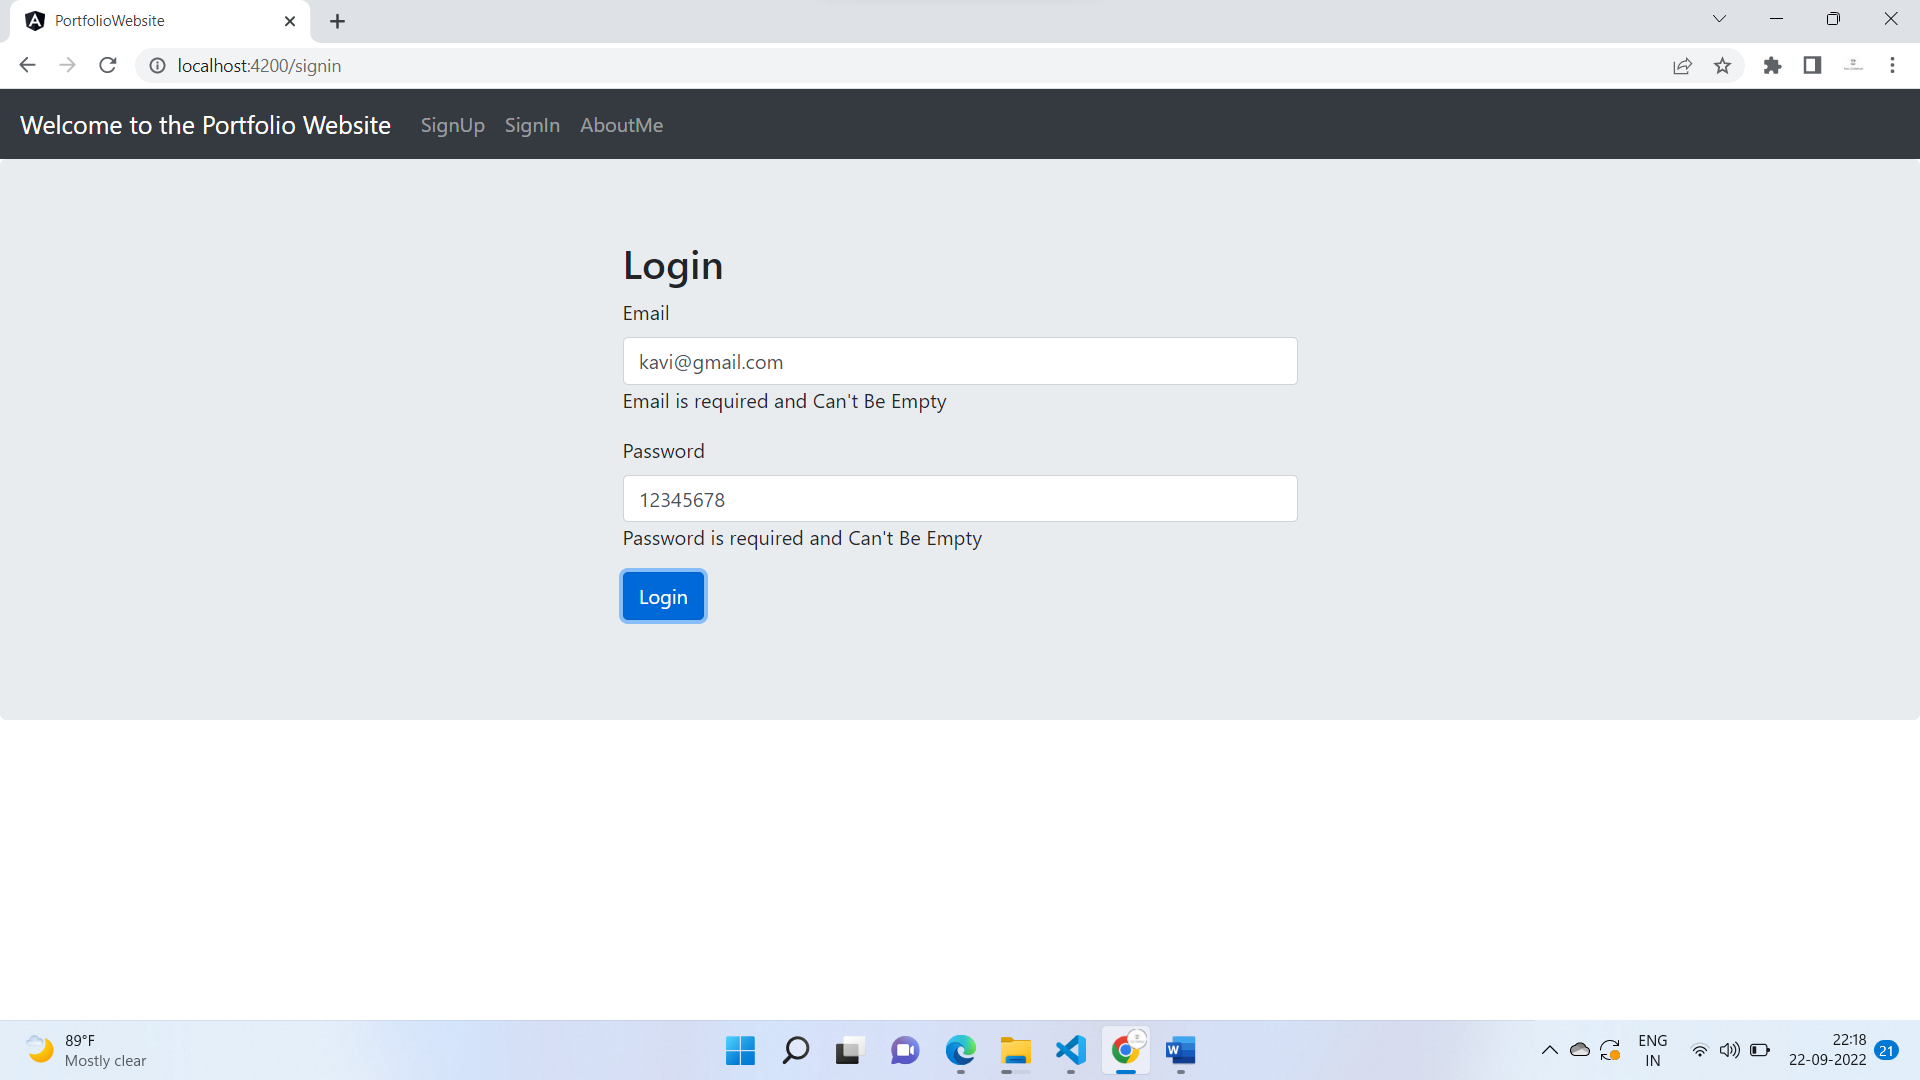 PortfolioWebsite
localhost:4200/signin
Welcome to the Portfolio Website SignUp SignIn AboutMe
Login
Email
kavi@gmail.com
Email is required and Can't Be Empty
Password
12345678
Password is required and Can't Be Empty
Login
89°F
Mostly clear
ENG
IN
22:18
22-09-2022
21